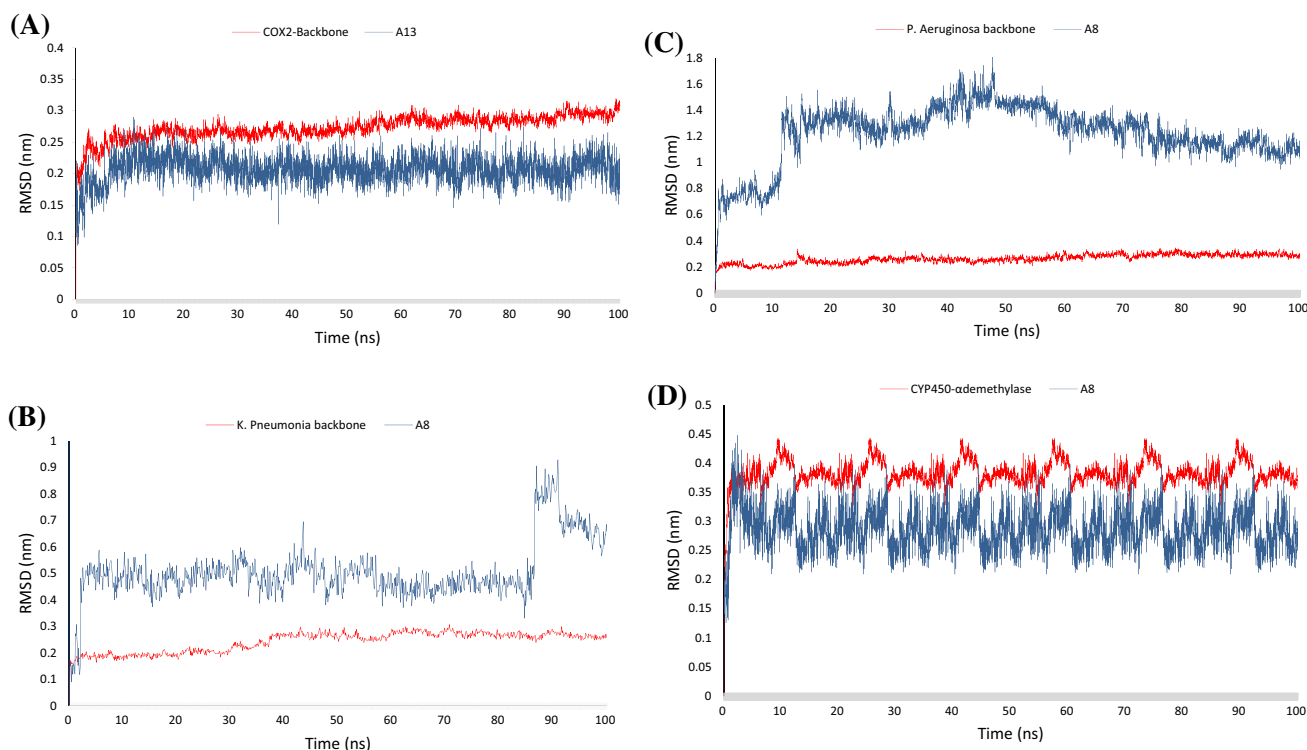 (A)
COX2-Backbone A13
0.4
0.35
0.3
0.25
0.2
0.15
0.1
0.05
0
RMSD (nm)
0 10 20 30 40 50 60 70 80 90 100
Time (ns)
(B)
K. Pneumonia backbone A8
1
0.9
0.8
0.7
0.6
0.5
0.4
0.3
0.2
0.1
0
RMSD (nm)
0 10 20 30 40 50 60 70 80 90 100
Time (ns)
(C)
P. Aeruginosa backbone A8
1.8
1.6
1.4
1.2
1
0.8
0.6
0.4
0.2
0
RMSD (nm)
0 10 20 30 40 50 60 70 80 90 100
Time (ns)
(D)
CYP450-αdemethylase A8
0.5
0.45
0.4
0.35
0.3
0.25
0.2
0.15
0.1
0.05
0
RMSD (nm)
0 10 20 30 40 50 60 70 80 90 100
Time (ns)